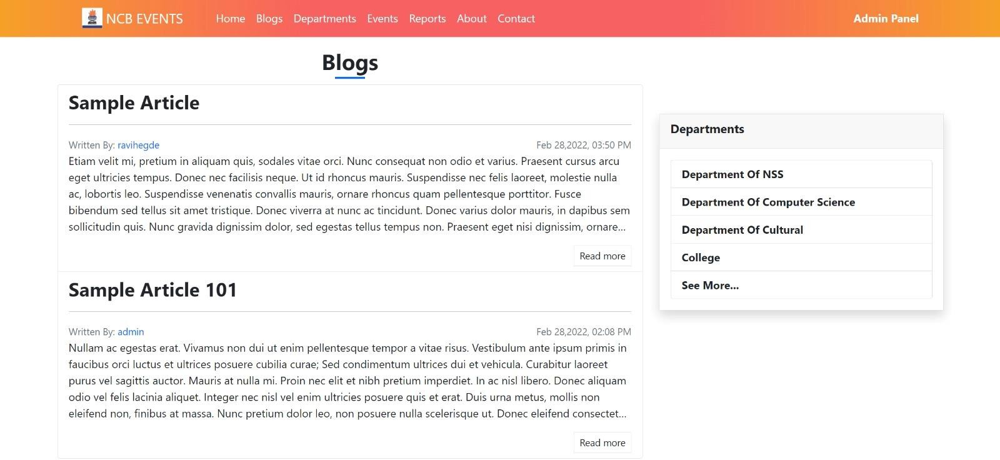 NCB EVENTS Home Blogs Departments Events Reports About Contact Admin Panel
Blogs
Sample Article
Written By: ravihegde Feb 28,2022, 03:50 PM
Etiam velit mi, pretium in aliquam quis, sodales vitae orci. Nunc consequat non odio et varius. Praesent cursus arcu
eget ultricies tempus. Donec nec facilisis neque. Ut id rhoncus mauris. Suspendisse nec felis laoreet, molestie nulla
ac, lobortis leo. Suspendisse venenatis convallis mauris, ornare rhoncus quam pellentesque porttitor. Fusce
bibendum sed tellus sit amet tristique. Donec viverra at nunc ac tincidunt. Donec varius dolor mauris, in dapibus sem
sollicitudin quis. Nunc gravida dignissim dolor, sed egestas tellus tempus non. Praesent eget nisi dignissim, ornare...
Read more
Sample Article 101
Written By: admin Feb 28,2022, 02:08 PM
Nullam ac egestas erat. Vivamus non dui ut enim pellentesque tempor a vitae risus. Vestibulum ante ipsum primis in
faucibus orci luctus et ultrices posuere cubilia curae; Sed condimentum ultrices dui et vehicula. Curabitur laoreet
purus vel sagittis auctor. Mauris at nulla mi. Proin nec elit et nibh pretium imperdiet. In ac nisl libero. Donec aliquam
odio vel felis lacinia aliquet. Integer nec nisl vel enim ultricies posuere quis et erat. Duis urna metus, mollis non
eleifend non, finibus at massa. Nunc pretium dolor leo, non posuere nulla scelerisque ut. Donec eleifend consectet...
Read more
Departments
Department Of NSS
Department Of Computer Science
Department Of Cultural
College
See More...